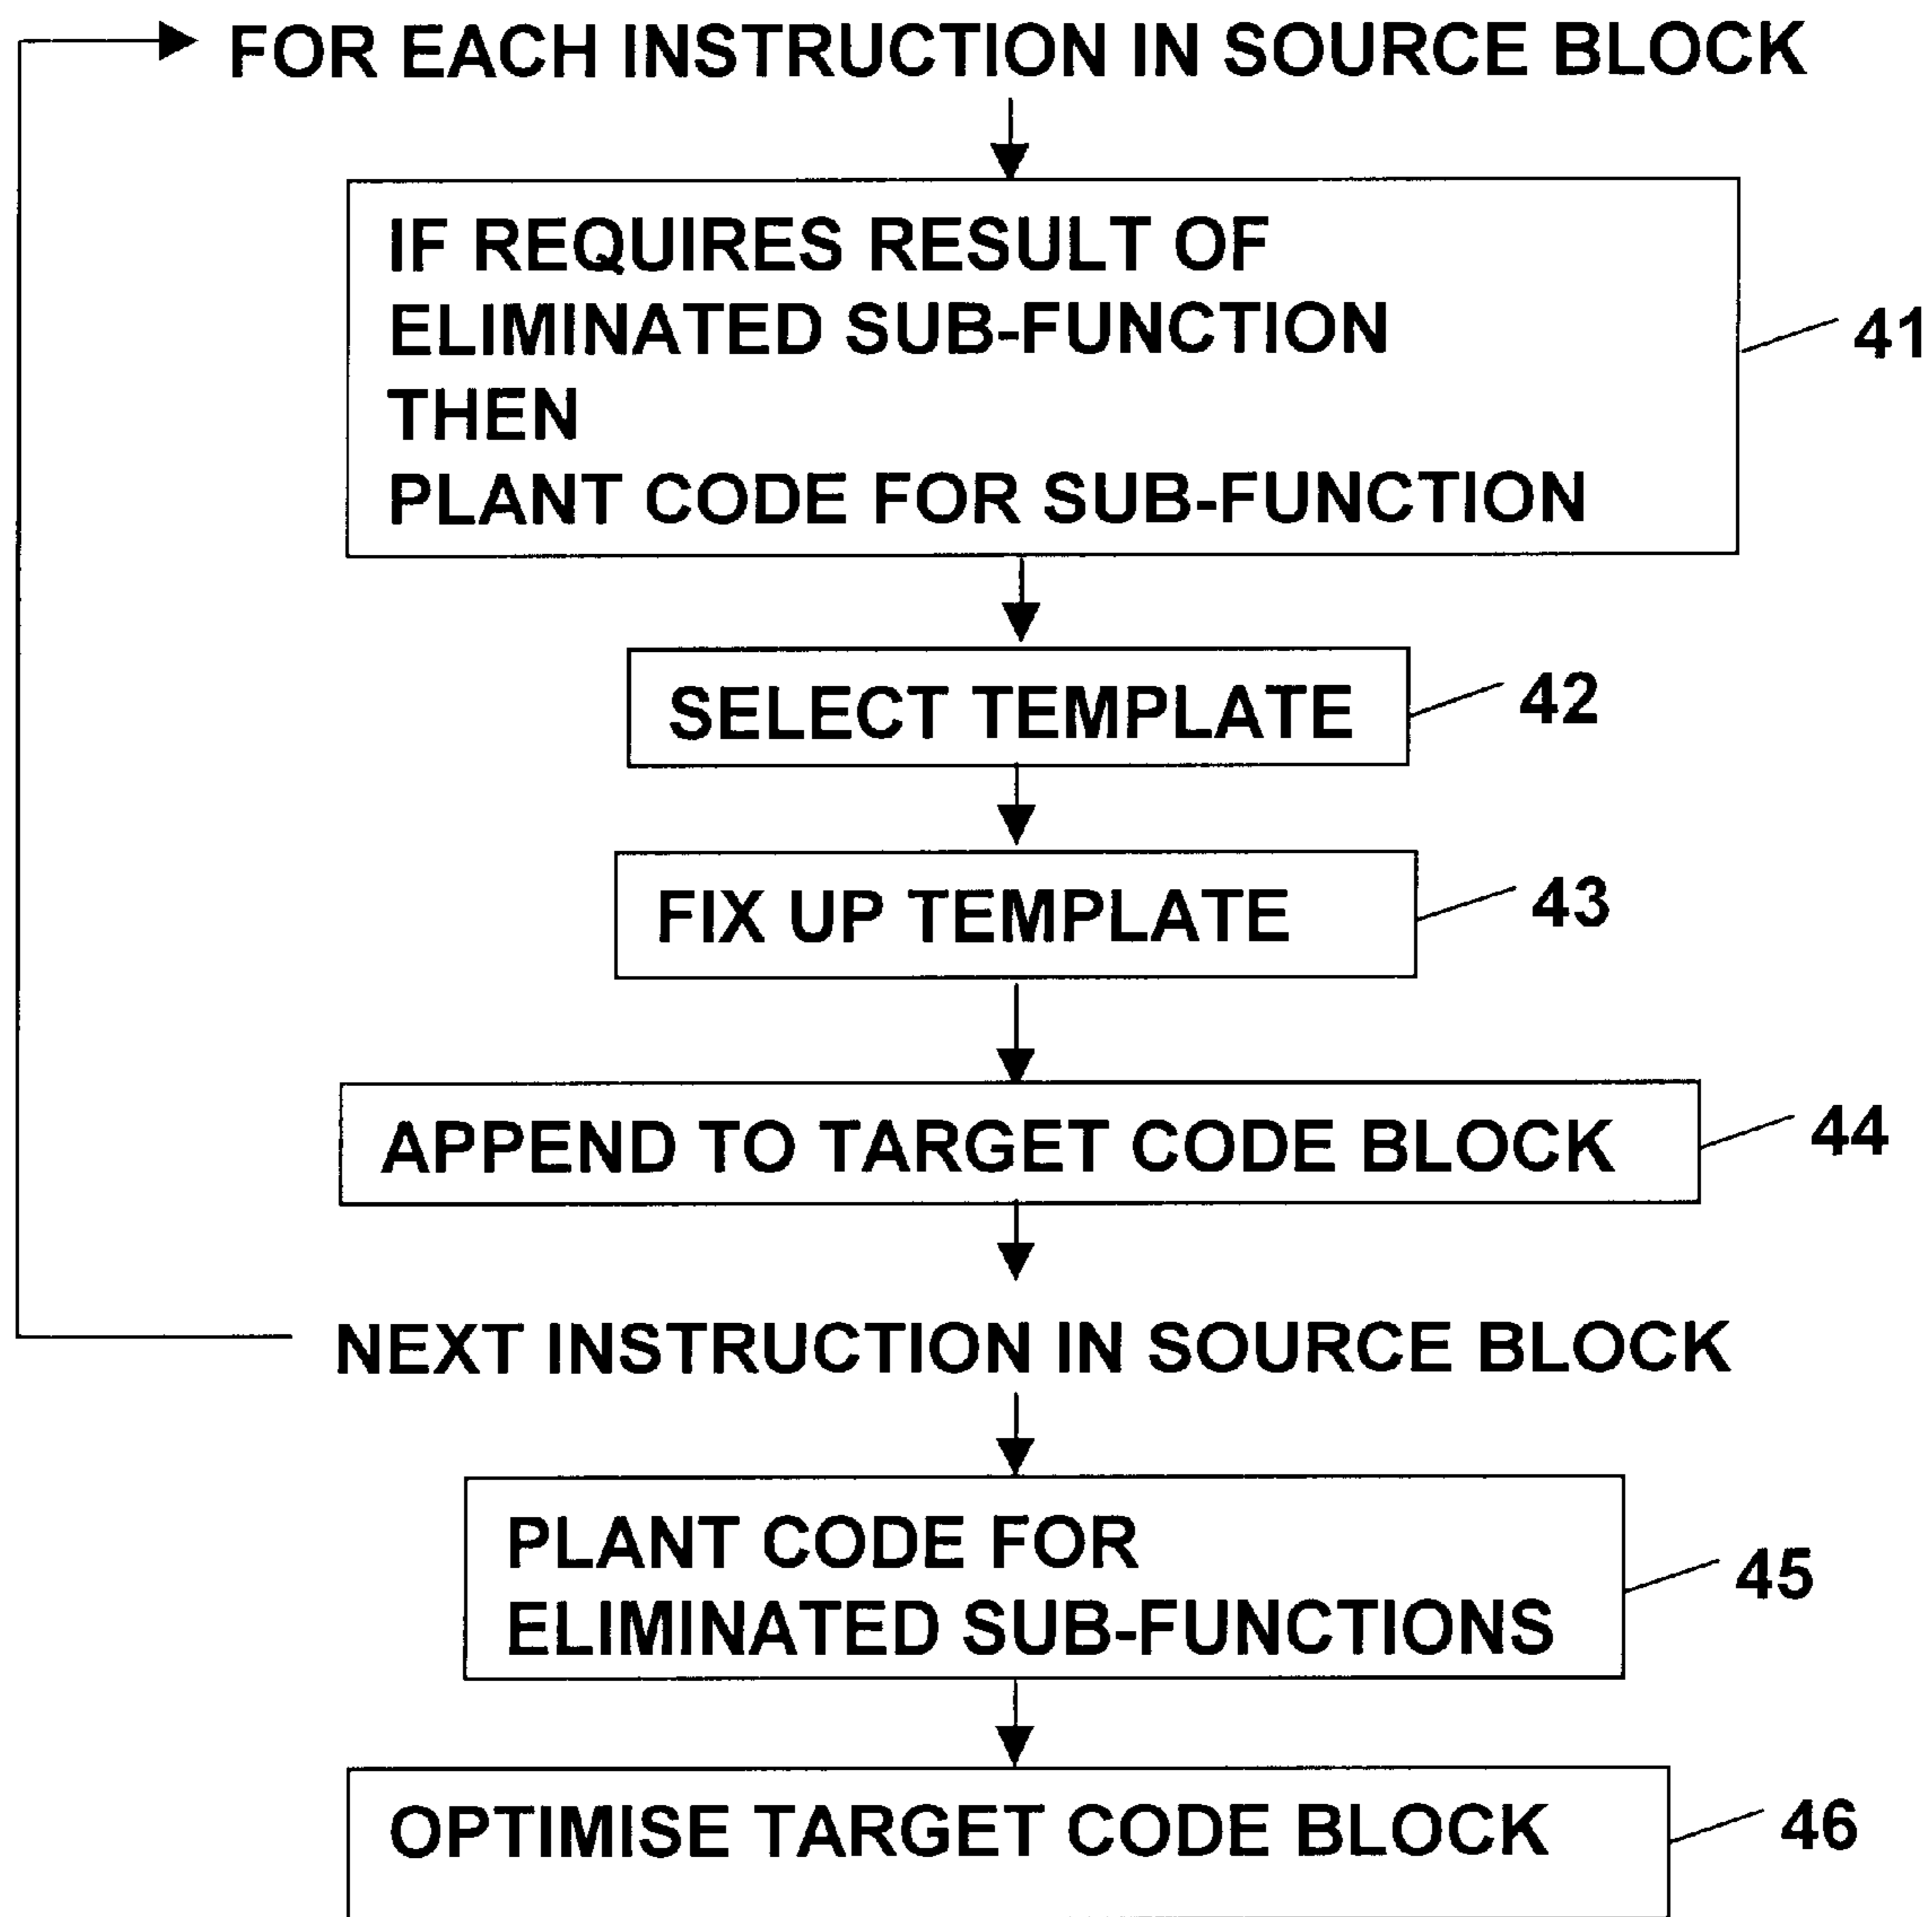 FOR EACH INSTRUCTION IN SOURCE BLOCK
IF REQUIRES RESULT OF
ELIMINATED SUB-FUNCTION
THEN
PLANT CODE FOR SUB-FUNCTION
41
SELECT TEMPLATE
42
FIX UP TEMPLATE
43
APPEND TO TARGET CODE BLOCK
44
NEXT INSTRUCTION IN SOURCE BLOCK
PLANT CODE FOR
ELIMINATED SUB-FUNCTIONS
45
OPTIMISE TARGET CODE BLOCK
46